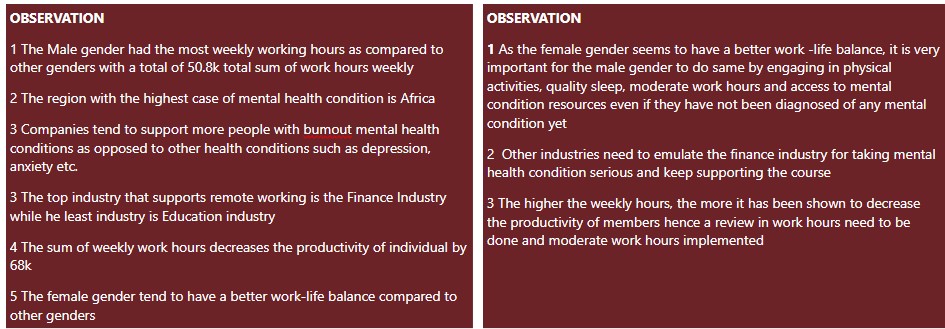 OBSERVATION
1 The Male gender had the most weekly working hours as compared to
other genders with a total of 50.8k total sum of work hours weekly
2 The region with the highest case of mental health condition is Africa
3 Companies tend to support more people with bumout mental health
conditions as opposed to other health conditions such as depression,
anxiety etc.
3 The top industry that supports remote working is the Finance Industry
while he least industry is Education industry
4 The sum of weekly work hours decreases the productivity of individual by
68k
5 The female gender tend to have a better work-life balance compared to
other genders
OBSERVATION
1 As the female gender seems to have a better work -life balance, it is very
important for the male gender to do same by engaging in physical
activities, quality sleep, moderate work hours and access to mental
condition resources even if they have not been diagnosed of any mental
condition yet
2 Other industries need to emulate the finance industry for taking mental
health condition serious and keep supporting the course
3 The higher the weekly hours, the more it has been shown to decrease
the productivity of members hence a review in work hours need to be
done and moderate work hours implemented